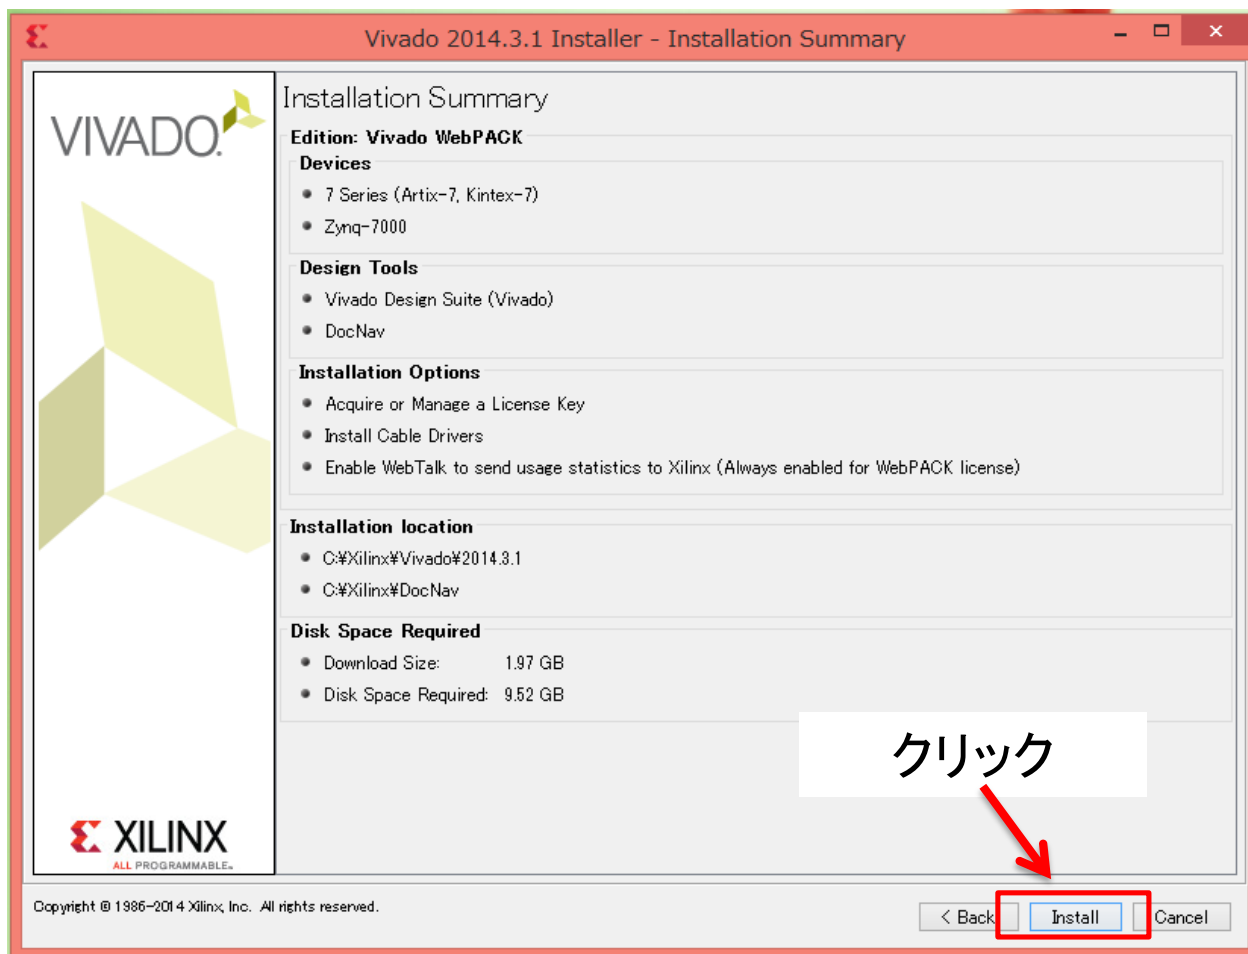 Vivado 2014.3.1 Installer - Installation Summary
VIVADO.
Installation Summary
Edition: Vivado WebPACK
Devices
7 Series (Artix-7, Kintex-7)
Zynq-7000
Design Tools
Vivado Design Suite (Vivado)
DocNav
Installation Options
Acquire or Manage a License Key
Install Cable Drivers
Enable WebTalk to send usage statistics to Xilinx (Always enabled for WebPACK license)
Installation location
C:¥Xilinx¥Vivado¥2014.3.1
C:¥Xilinx¥DocNav
Disk Space Required
Download Size: 1.97 GB
Disk Space Required: 9.52 GB
クリック
XILINX
ALL PROGRAMMABLE™
Copyright © 1986-2014 Xilinx, Inc. All rights reserved.
< Back Install Cancel